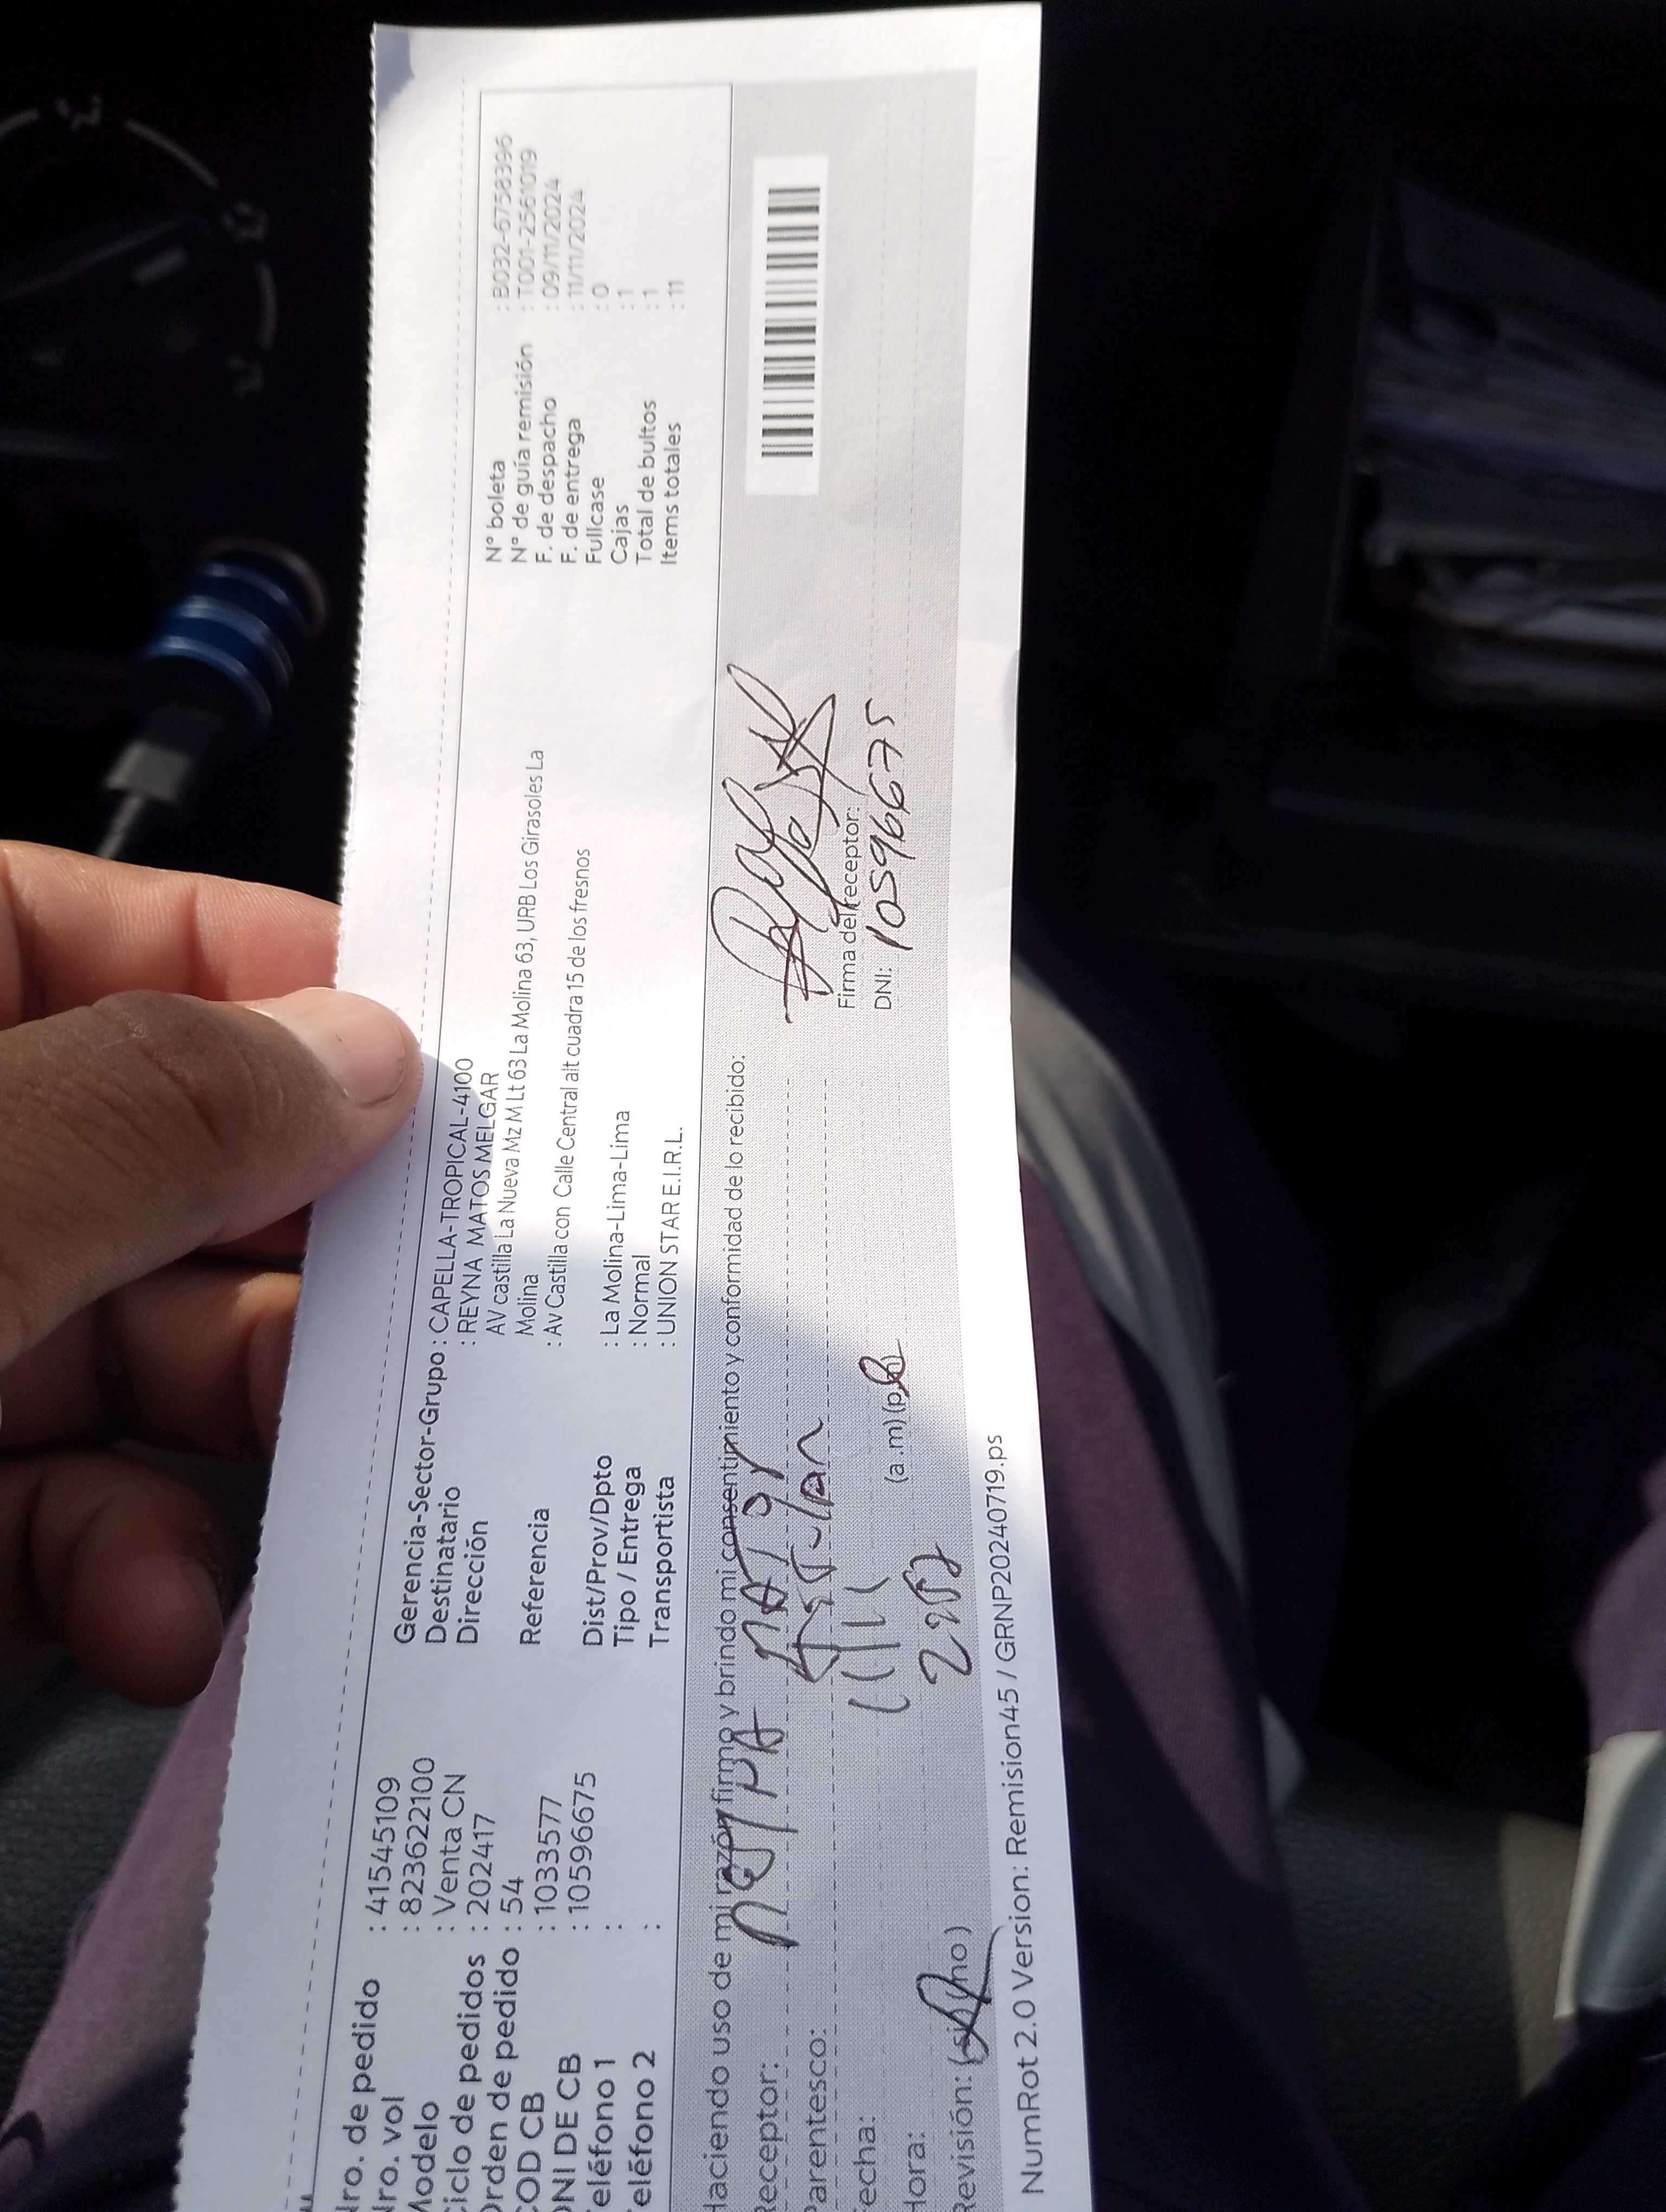 Nro. de pedido : 41545109
Nro. vol : 823622100
Modelo : Venta CN
Ciclo de pedidos : 202417
Orden de pedido : 54
COD CB : 1033577
DNI DE CB : 10596675
Teléfono 1 :
Teléfono 2 :
Gerencia-Sector-Grupo : CAPELLA-TROPICAL-4100
Destinatario : REYNA MATOS MELGAR
Dirección AV castilla La Nueva Mz M Lt 63 La Molina 63, URB Los Girasoles La
Molina
Referencia : Av Castilla con Calle Central alt cuadra 15 de los fresnos
Dist/Prov/Dpto : La Molina-Lima-Lima
Tipo / Entrega : Normal
Transportista : UNION STAR E.I.R.L.
N° boleta : B032-6758396
N° de guía remisión : T001-2561019
F. de despacho : 09/11/2024
F. de entrega : 11/11/2024
Fullcase : 0
Cajas : 1
Total de bultos : 1
Items totales : 11
Haciendo uso de mi razón firmo y brindo mi consentimiento y conformidad de lo recibido:
Receptor:
Parentesco:
Fecha:
Hora: (a.m) (p.m)
Revisión: (si) (no)
Firma del receptor:
DNI: 10596675
NumRot 2.0 Version: Remision45 / GRNP20240719.ps